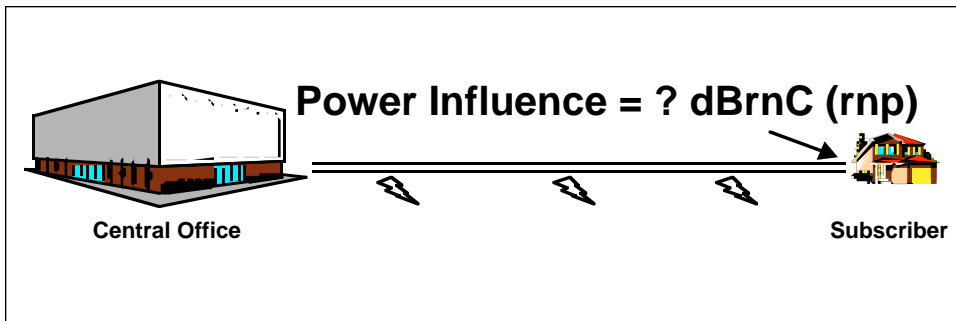 Power Influence = ? dBrnC (rnp)
Central Office
Subscriber